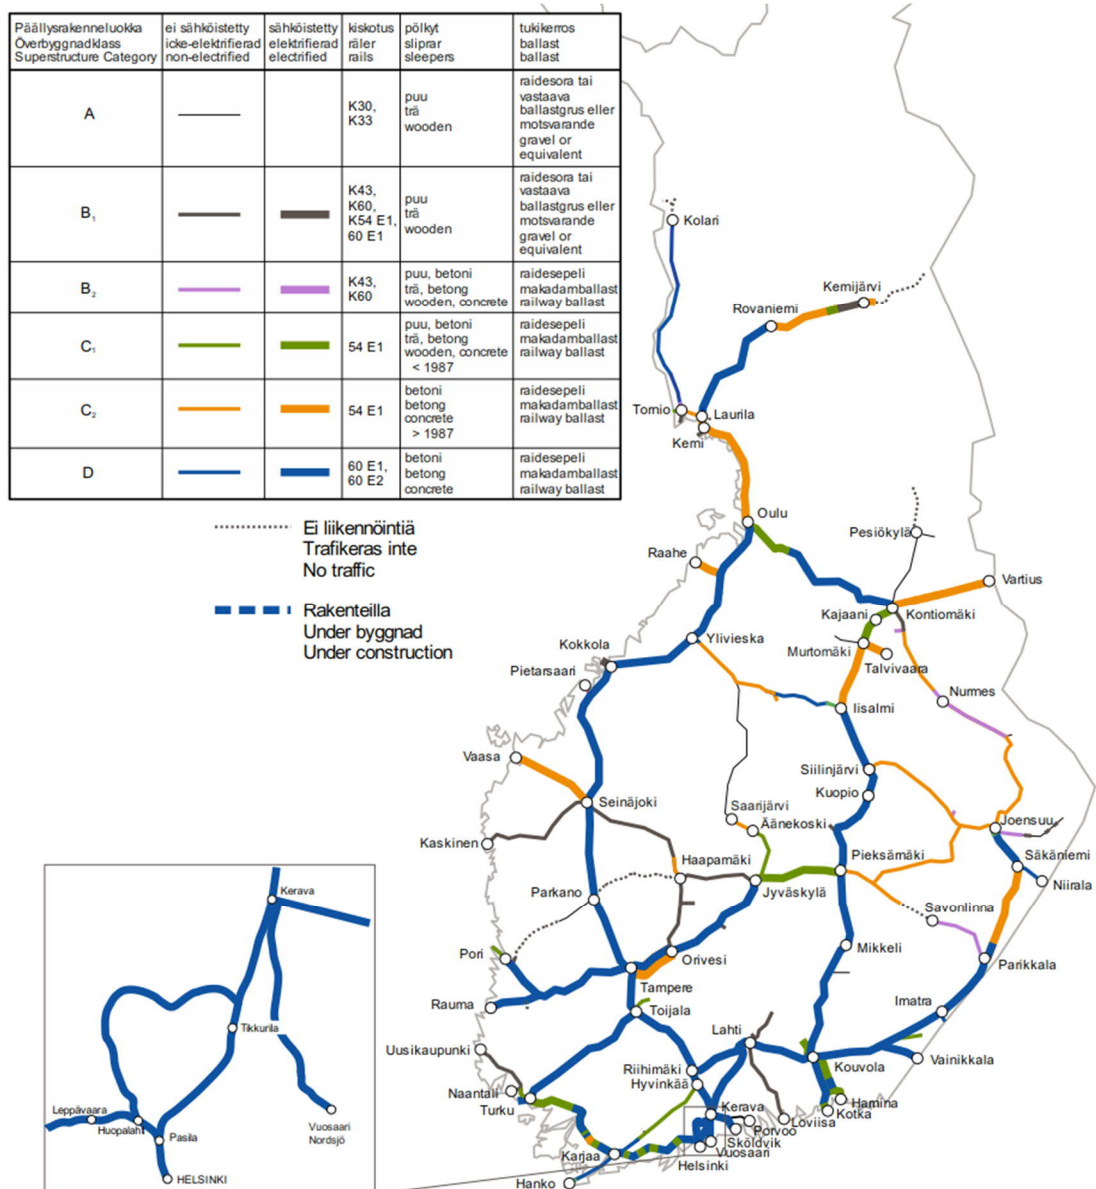 Päällysrakenneluokka
Överbyggnadklass
Superstructure Category
ei sähköistetty
icke-elektrifierad
non-electrified
sähköistetty
elektrifierad
electrified
kiskotus
räler
rails
pölkyt
sliprar
sleepers
tukikerros
ballast
ballast
A
K30,
K33
puu
trä
wooden
raidesora tai
vastaava
ballastgrus eller
motsvarande
gravel or
equivalent
B₁
K43,
K60,
K54 E1,
60 E1
puu
trä
wooden
raidesora tai
vastaava
ballastgrus eller
motsvarande
gravel or
equivalent
B₂
K43,
K60
puu, betoni
trä, betong
wooden, concrete
raidesepeli
makadamballast
railway ballast
C₁
54 E1
puu, betoni
trä, betong
wooden, concrete
< 1987
raidesepeli
makadamballast
railway ballast
C₂
54 E1
betoni
betong
concrete
> 1987
raidesepeli
makadamballast
railway ballast
D
60 E1,
60 E2
betoni
betong
concrete
raidesepeli
makadamballast
railway ballast
Ei liikennöintiä
Trafikeras inte
No traffic
Rakenteilla
Under byggnad
Under construction
Kolari
Kemijärvi
Rovaniemi
Tornio
Laurila
Kemi
Oulu
Pesiökylä
Raahe
Vartius
Kajaani
Kontiomäki
Ylivieska
Murtomäki
Talvivaara
Kokkola
Pietarsaari
Nurmes
Iisalmi
Vaasa
Siilinjärvi
Kuopio
Seinäjoki
Saarijärvi
Äänekoski
Joensuu
Kaskinen
Haapamäki
Pieksämäki
Säkäniemi
Niirala
Parkano
Jyväskylä
Savonlinna
Pori
Orivesi
Mikkeli
Parikkala
Tampere
Rauma
Toijala
Imatra
Lahti
Uusikaupunki
Riihimäki
Kouvola
Vainikkala
Hyvinkää
Naantali
Turku
Hamina
Kotka
Kerava
Loviisa
Porvoo
Sköldvik
Vuosaari
Karjaa
Helsinki
Hanko
Kerava
Tikkurila
Leppävaara
Huopalahti
Vuosaari
Nordsjö
Pasila
HELSINKI